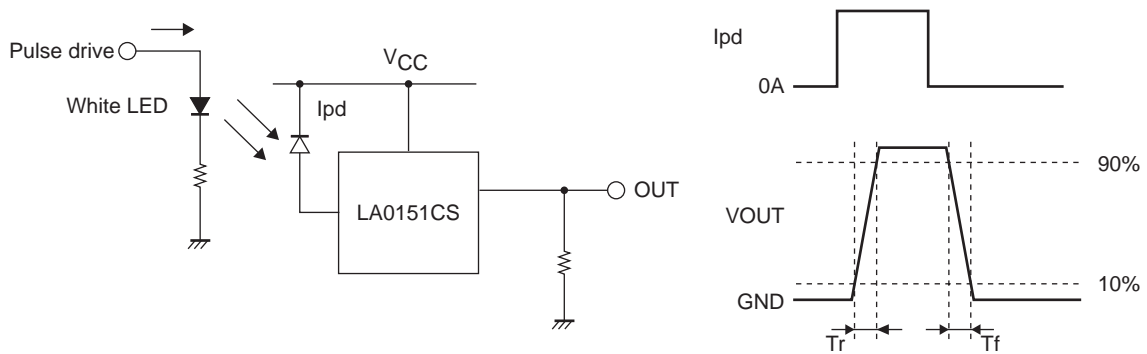 Pulse drive
White LED
VCC
Ipd
LA0151CS
OUT
Ipd
0A
90%
VOUT
10%
GND
Tr
Tf